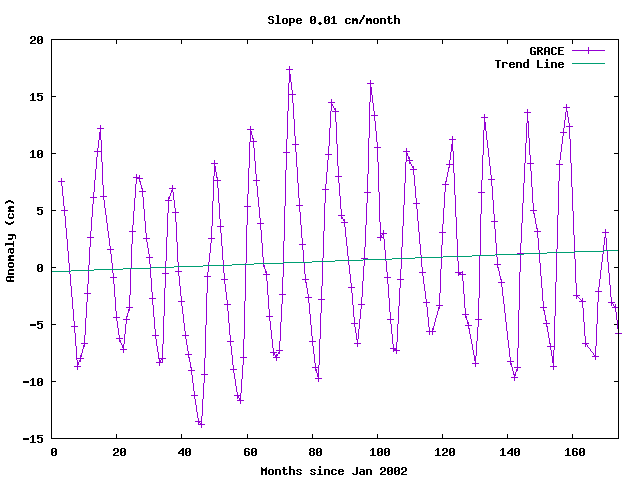 Slope 0.01 cm/month
20
15
10
5
0
-5
-10
-15
Anomaly (cm)
GRACE
Trend Line
0 20 40 60 80 100 120 140 160
Months since Jan 2002